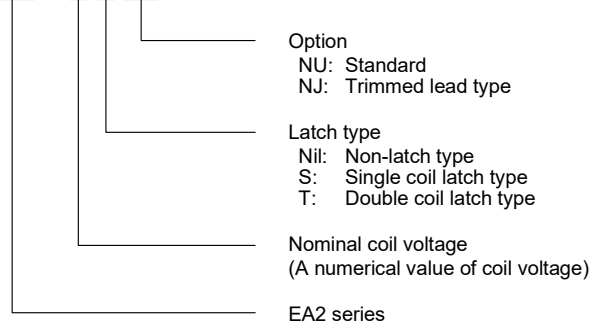 Option
NU: Standard
NJ: Trimmed lead type
Latch type
Nil: Non-latch type
S: Single coil latch type
T: Double coil latch type
Nominal coil voltage
(A numerical value of coil voltage)
EA2 series